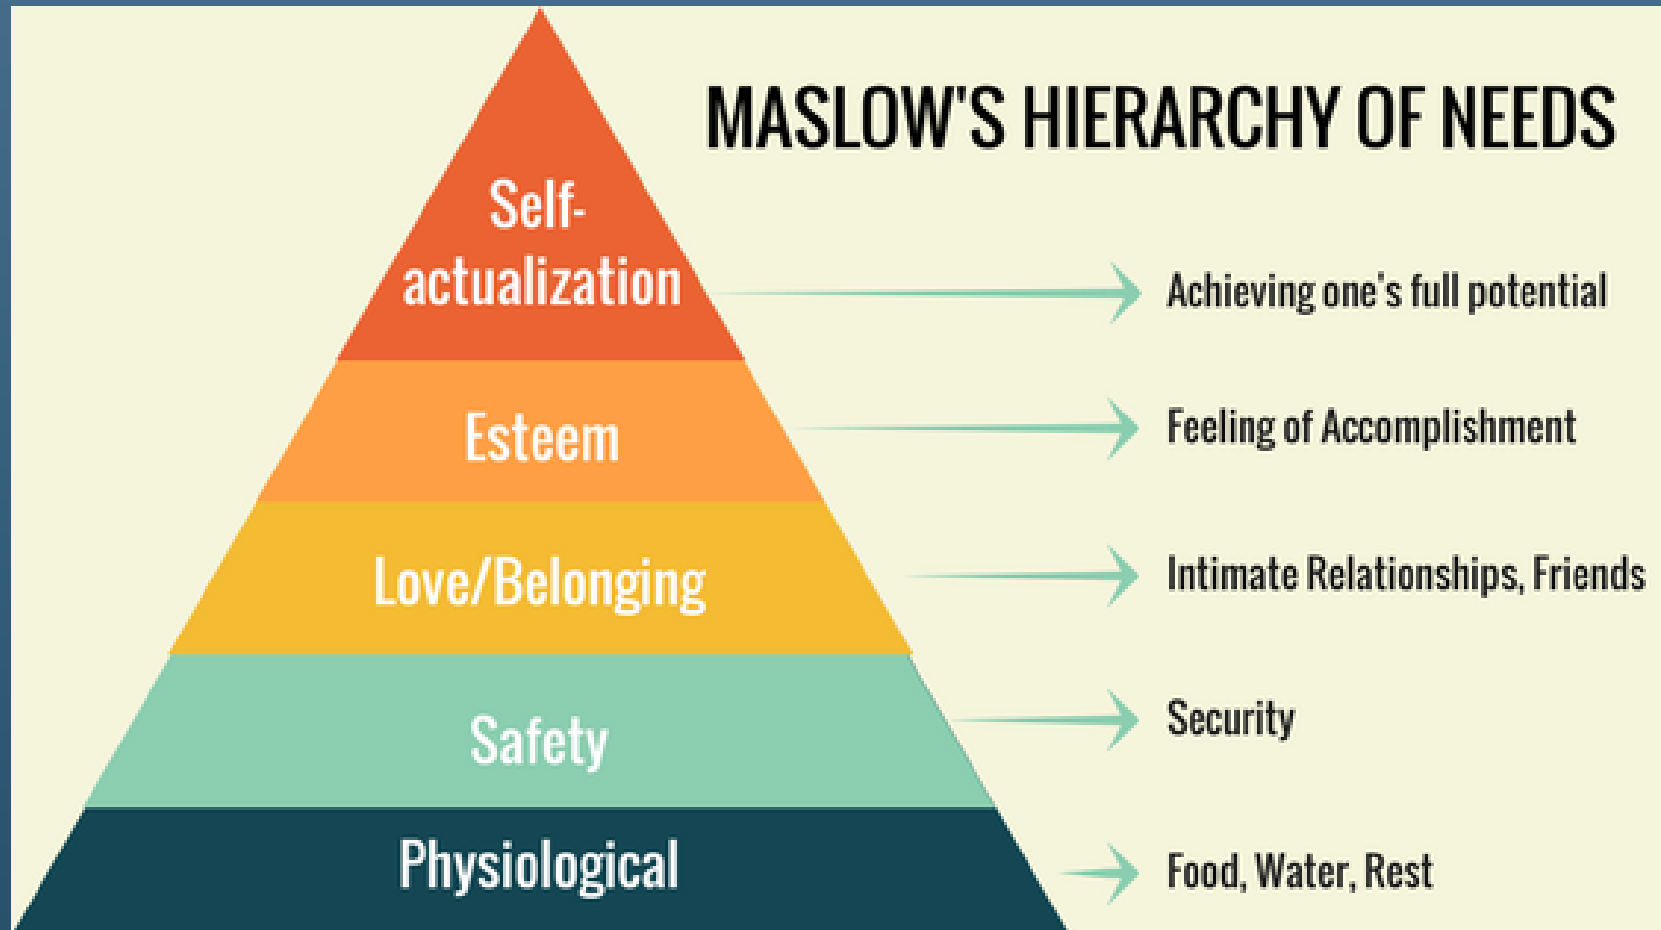 MASLOW'S HIERARCHY OF NEEDS
Self-
actualization
Achieving one's full potential
Esteem
Feeling of Accomplishment
Love/Belonging
Intimate Relationships, Friends
Safety
Security
Physiological
Food, Water, Rest